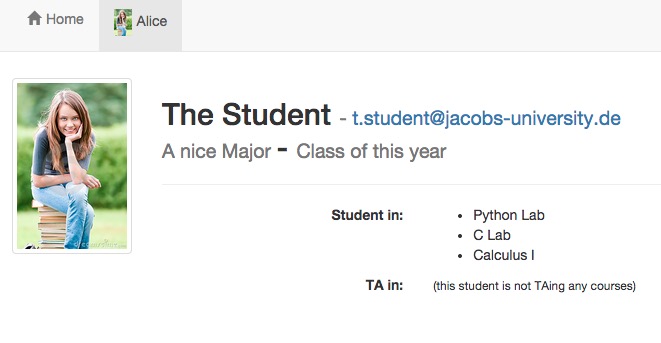 Home Alice
The Student - t.student@jacobs-university.de
A nice Major - Class of this year
Student in:
• Python Lab
• C Lab
• Calculus I
TA in: (this student is not TAing any courses)